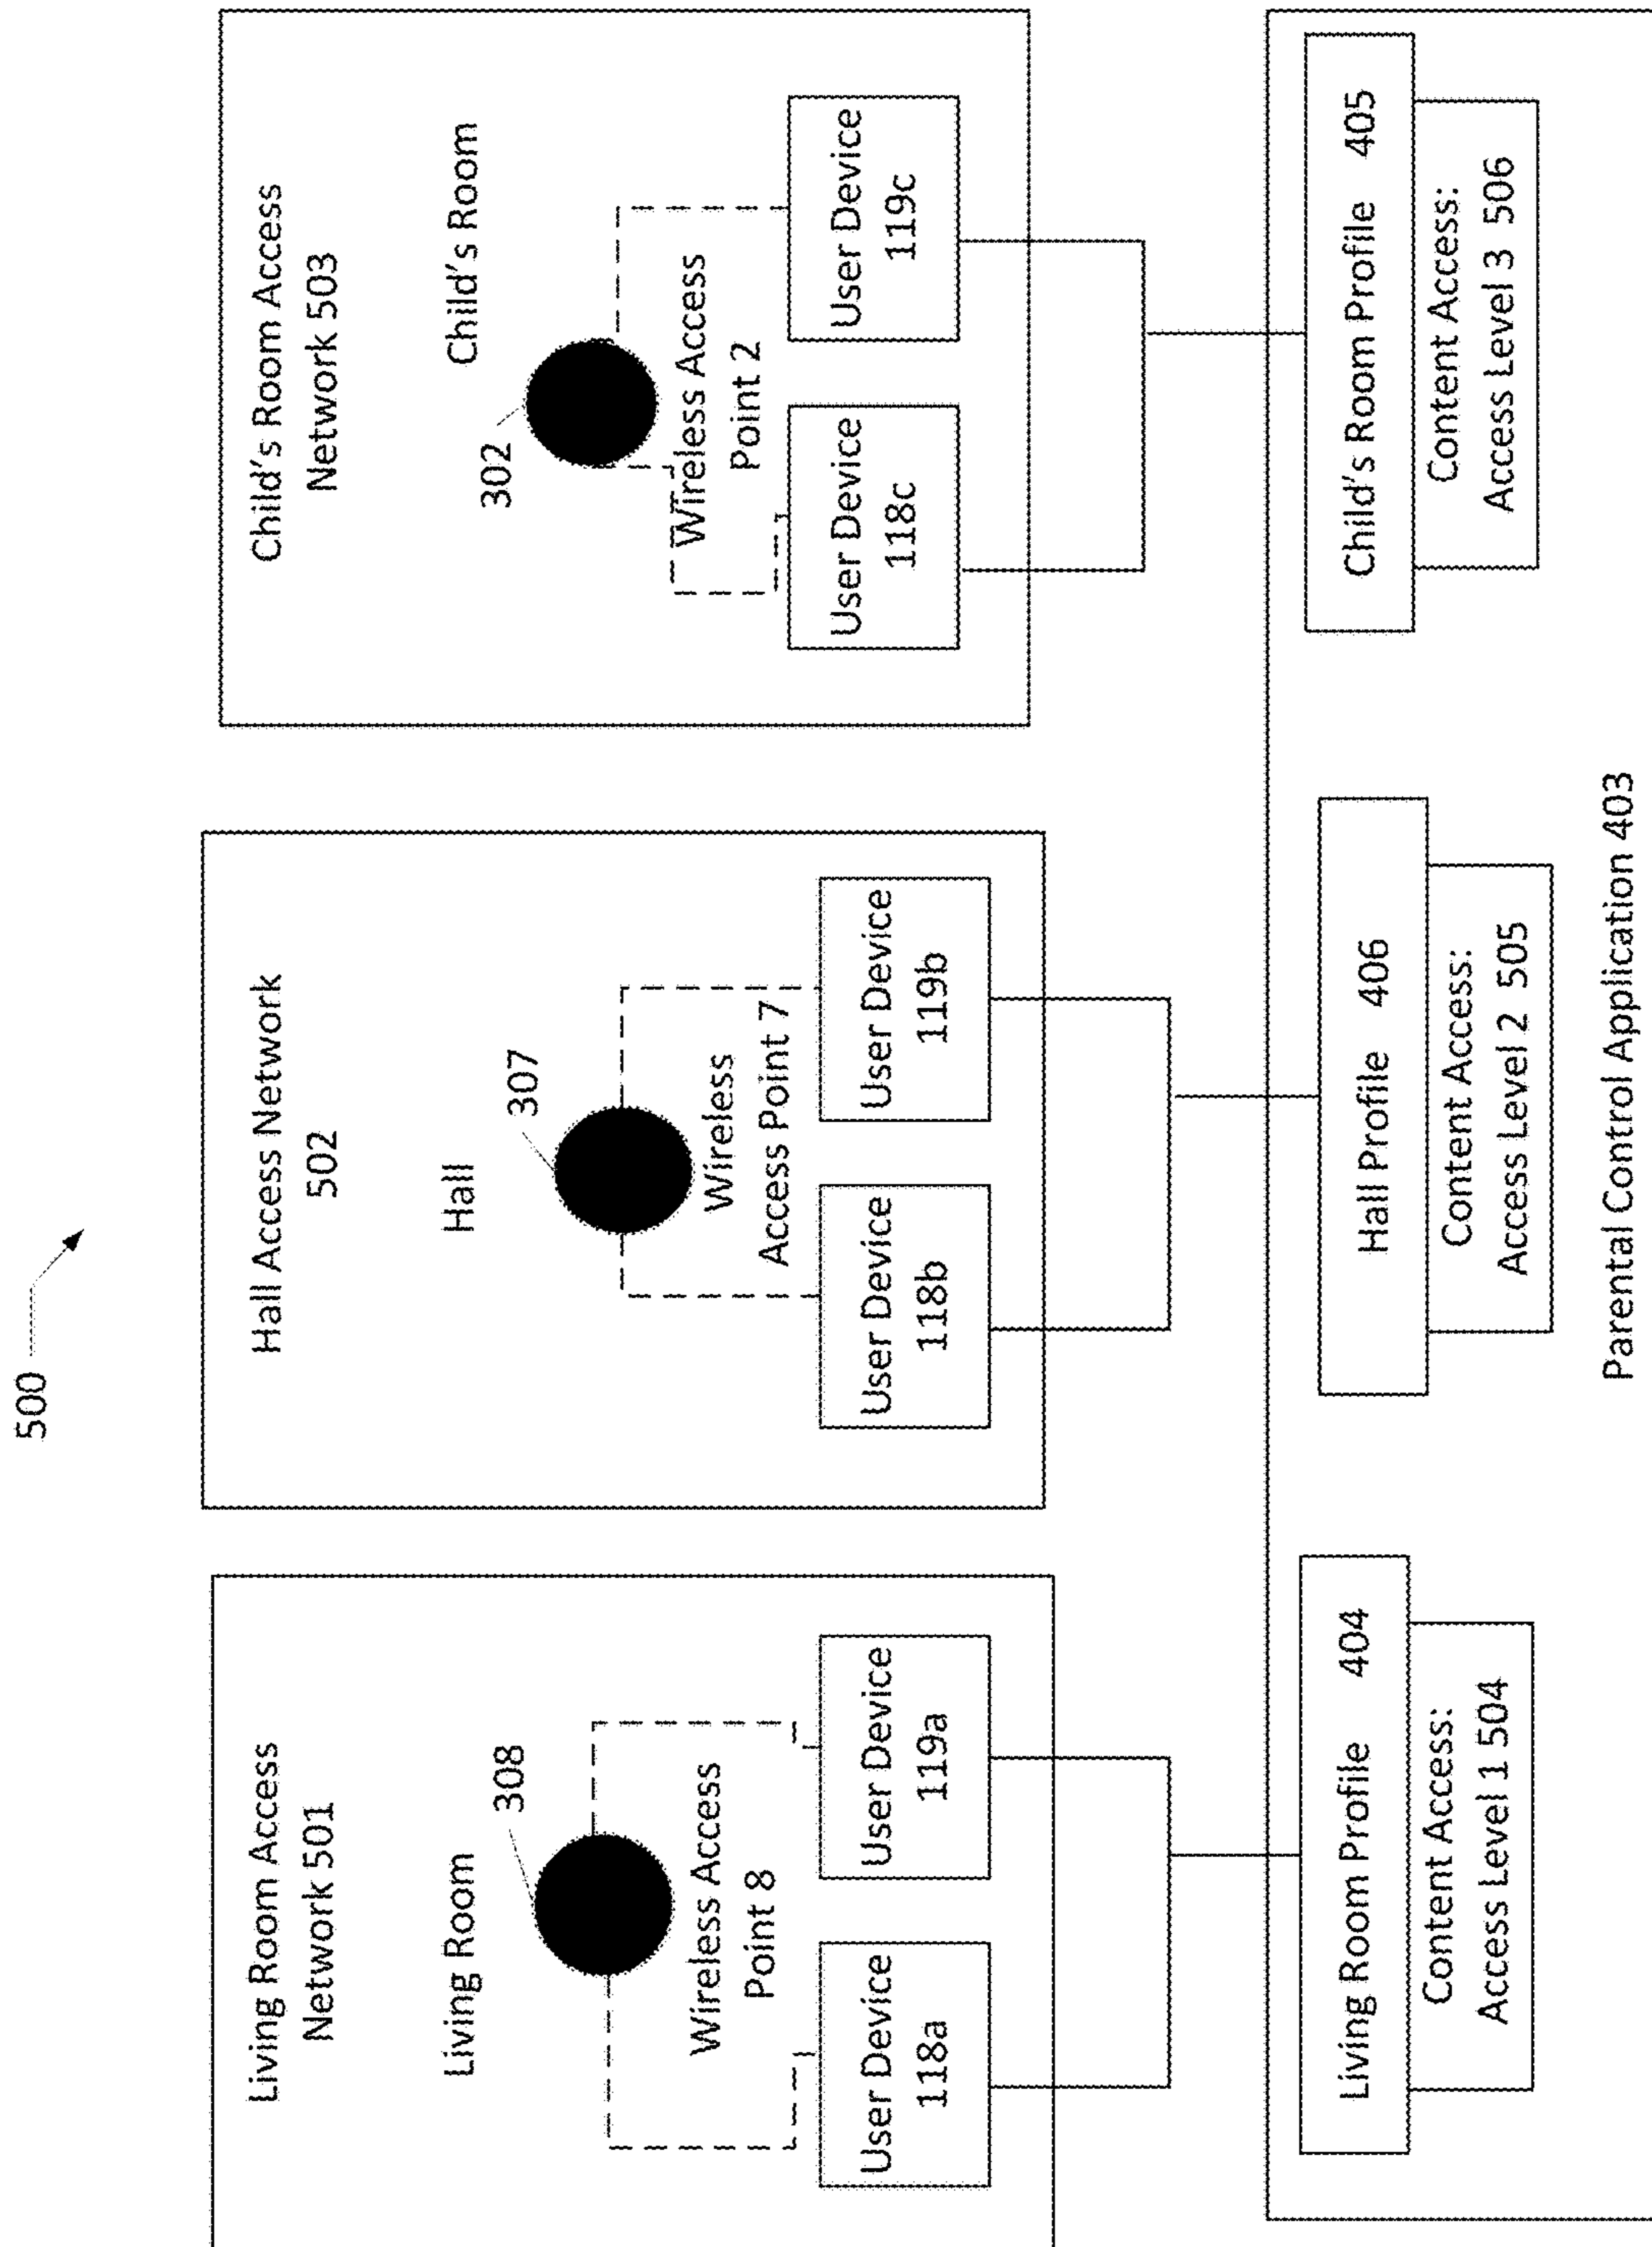 500
Living Room Access
Network 501
Living Room
308
Wireless Access
Point 8
User Device
118a
User Device
119a
Hall Access Network
502
Hall
307
Wireless
Access Point 7
User Device
118b
User Device
119b
Child's Room Access
Network 503
Child's Room
302
Wireless Access
Point 2
User Device
118c
User Device
119c
Living Room Profile 404
Content Access:
Access Level 1 504
Hall Profile 406
Content Access:
Access Level 2 505
Child's Room Profile 405
Content Access:
Access Level 3 506
Parental Control Application 403